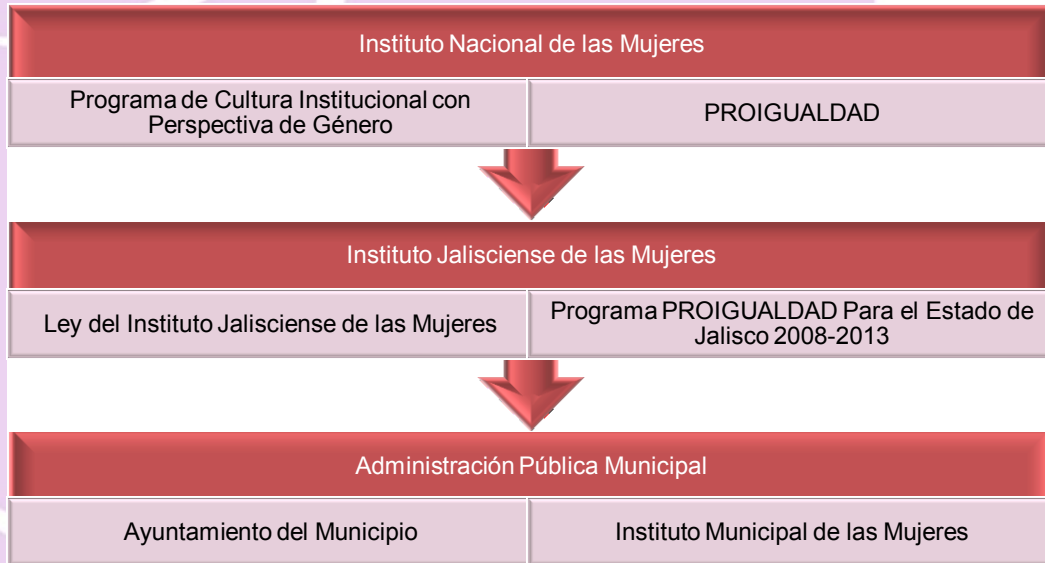 Instituto Nacional de las Mujeres
Programa de Cultura Institucional con
Perspectiva de Género
PROIGUALDAD
Instituto Jalisciense de las Mujeres
Ley del Instituto Jalisciense de las Mujeres
Programa PROIGUALDAD Para el Estado de
Jalisco 2008-2013
Administración Pública Municipal
Ayuntamiento del Municipio
Instituto Municipal de las Mujeres